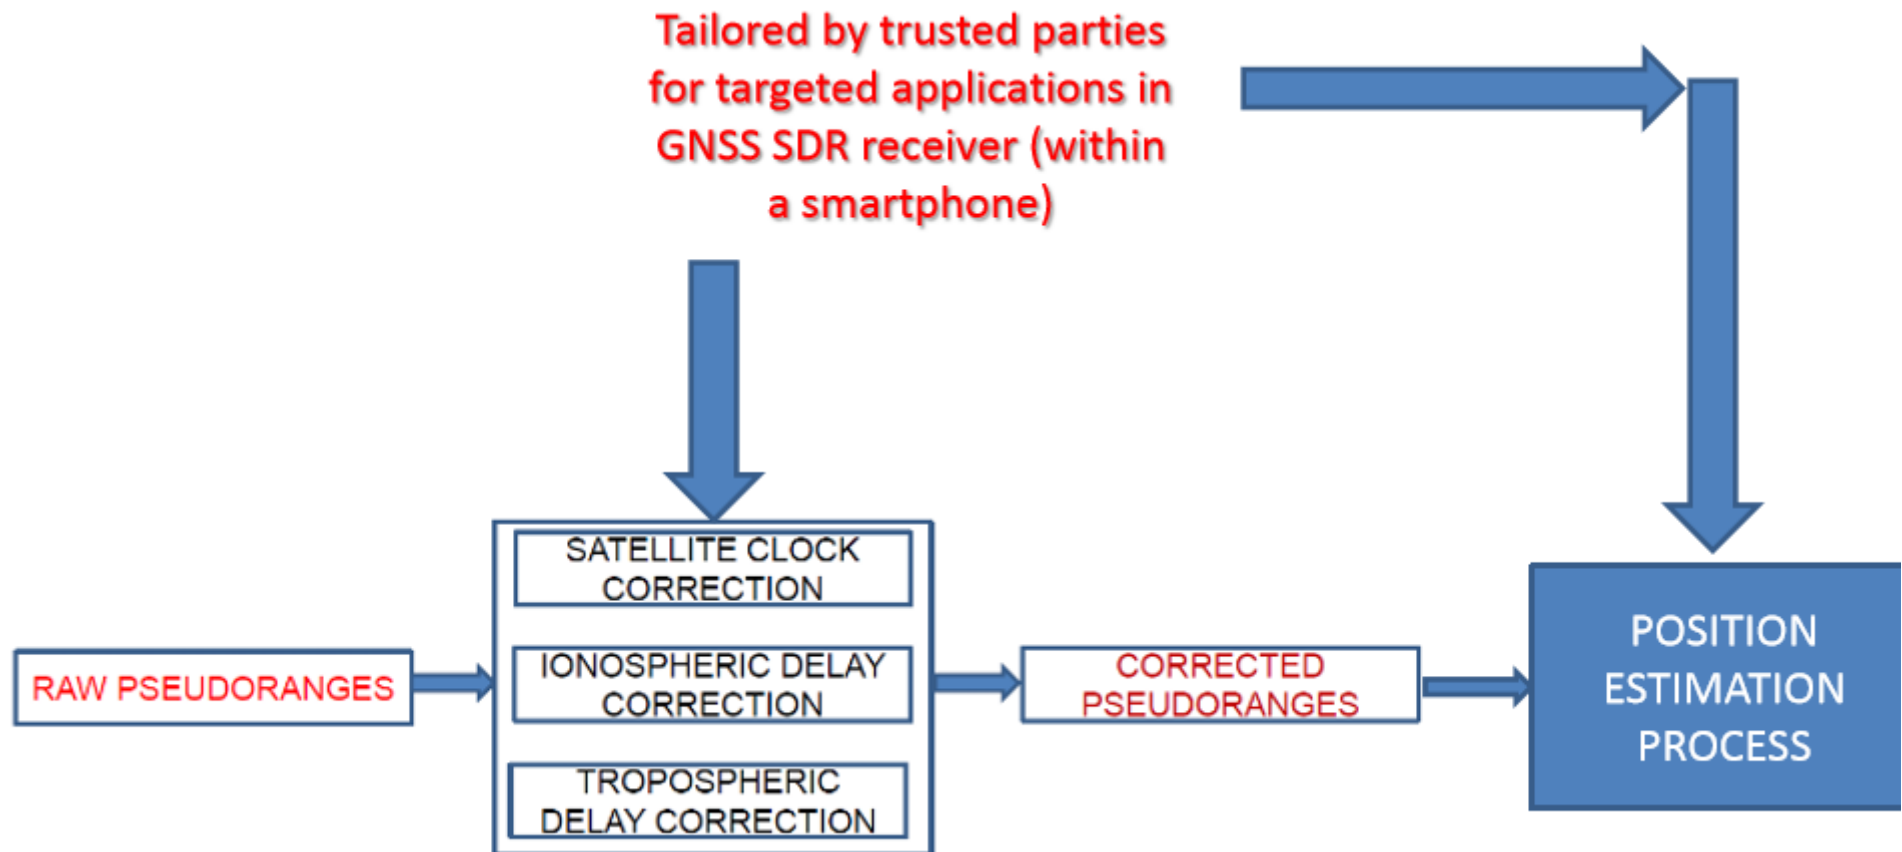 Tailored by trusted parties
for targeted applications in
GNSS SDR receiver (within
a smartphone)
SATELLITE CLOCK
CORRECTION
RAW PSEUDORANGES
IONOSPHERIC DELAY
CORRECTION
TROPOSPHERIC
DELAY CORRECTION
CORRECTED
PSEUDORANGES
POSITION
ESTIMATION
PROCESS